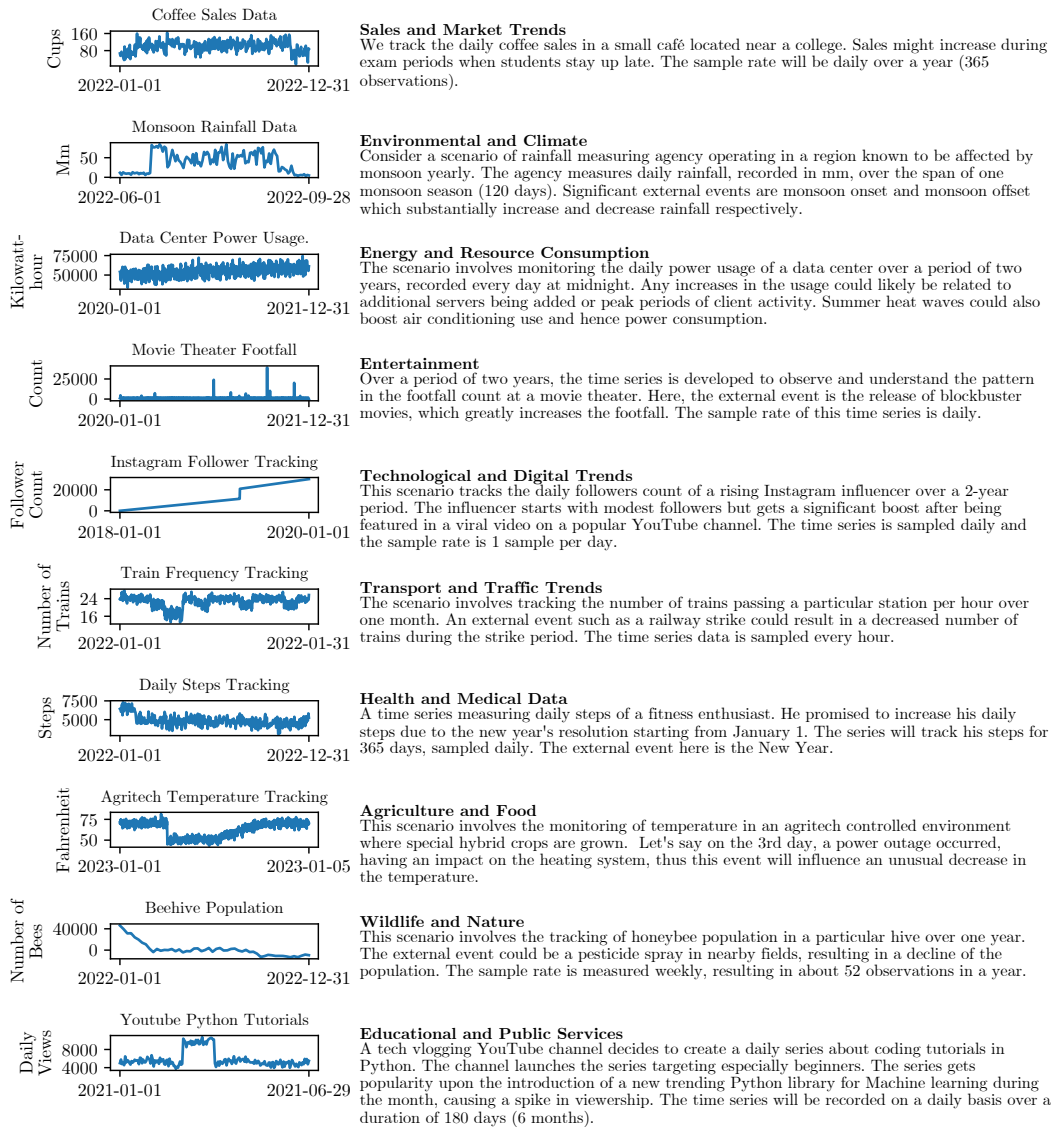 Coffee Sales Data
160
80
Cups
2022-01-01
2022-12-31
Sales and Market Trends
We track the daily coffee sales in a small café located near a college. Sales might increase during
exam periods when students stay up late. The sample rate will be daily over a year (365
observations).
Monsoon Rainfall Data
50
0
Mm
2022-06-01
2022-09-28
Environmental and Climate
Consider a scenario of rainfall measuring agency operating in a region known to be affected by
monsoon yearly. The agency measures daily rainfall, recorded in mm, over the span of one
monsoon season (120 days). Significant external events are monsoon onset and monsoon offset
which substantially increase and decrease rainfall respectively.
Data Center Power Usage.
75000
50000
Kilowatt-
hour
2020-01-01
2021-12-31
Energy and Resource Consumption
The scenario involves monitoring the daily power usage of a data center over a period of two
years, recorded every day at midnight. Any increases in the usage could likely be related to
additional servers being added or peak periods of client activity. Summer heat waves could also
boost air conditioning use and hence power consumption.
Movie Theater Footfall
25000
0
Count
2020-01-01
2021-12-31
Entertainment
Over a period of two years, the time series is developed to observe and understand the pattern
in the footfall count at a movie theater. Here, the external event is the release of blockbuster
movies, which greatly increases the footfall. The sample rate of this time series is daily.
Instagram Follower Tracking
20000
0
Follower
Count
2018-01-01
2020-01-01
Technological and Digital Trends
This scenario tracks the daily followers count of a rising Instagram influencer over a 2-year
period. The influencer starts with modest followers but gets a significant boost after being
featured in a viral video on a popular YouTube channel. The time series is sampled daily and
the sample rate is 1 sample per day.
Train Frequency Tracking
24
16
Number of
Trains
2022-01-01
2022-01-31
Transport and Traffic Trends
The scenario involves tracking the number of trains passing a particular station per hour over
one month. An external event such as a railway strike could result in a decreased number of
trains during the strike period. The time series data is sampled every hour.
Daily Steps Tracking
7500
5000
Steps
2022-01-01
2022-12-31
Health and Medical Data
A time series measuring daily steps of a fitness enthusiast. He promised to increase his daily
steps due to the new year's resolution starting from January 1. The series will track his steps for
365 days, sampled daily. The external event here is the New Year.
Agritech Temperature Tracking
75
50
Fahrenheit
2023-01-01
2023-01-05
Agriculture and Food
This scenario involves the monitoring of temperature in an agritech controlled environment
where special hybrid crops are grown.  Let's say on the 3rd day, a power outage occurred,
having an impact on the heating system, thus this event will influence an unusual decrease in
the temperature.
Beehive Population
40000
0
Number of
Bees
2022-01-01
2022-12-31
Wildlife and Nature
This scenario involves the tracking of honeybee population in a particular hive over one year.
The external event could be a pesticide spray in nearby fields, resulting in a decline of the
population. The sample rate is measured weekly, resulting in about 52 observations in a year.
Youtube Python Tutorials
8000
4000
Daily
Views
2021-01-01
2021-06-29
Educational and Public Services
A tech vlogging YouTube channel decides to create a daily series about coding tutorials in
Python. The channel launches the series targeting especially beginners. The series gets
popularity upon the introduction of a new trending Python library for Machine learning during
the month, causing a spike in viewership. The time series will be recorded on a daily basis over a
duration of 180 days (6 months).